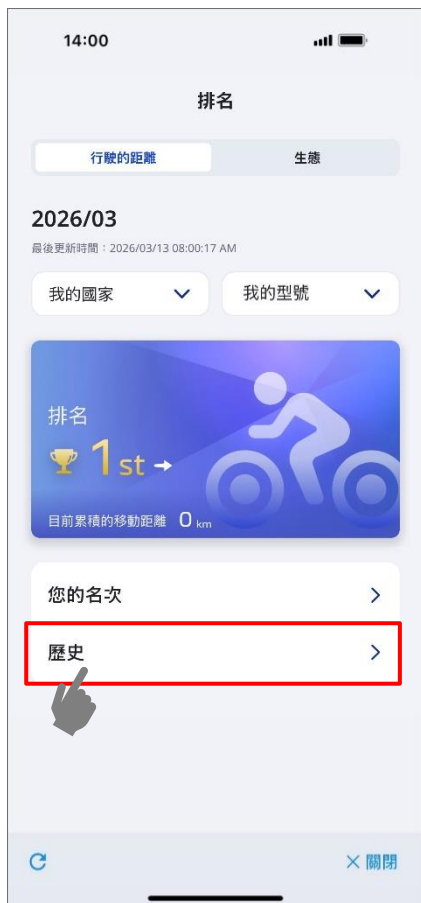 14:00
排名
行駛的距離 生態
2026/03
最後更新時間：2026/03/13 08:00:17 AM
我的國家 我的型號
排名
1st
目前累積的移動距離 0 km
您的名次
歷史
關閉